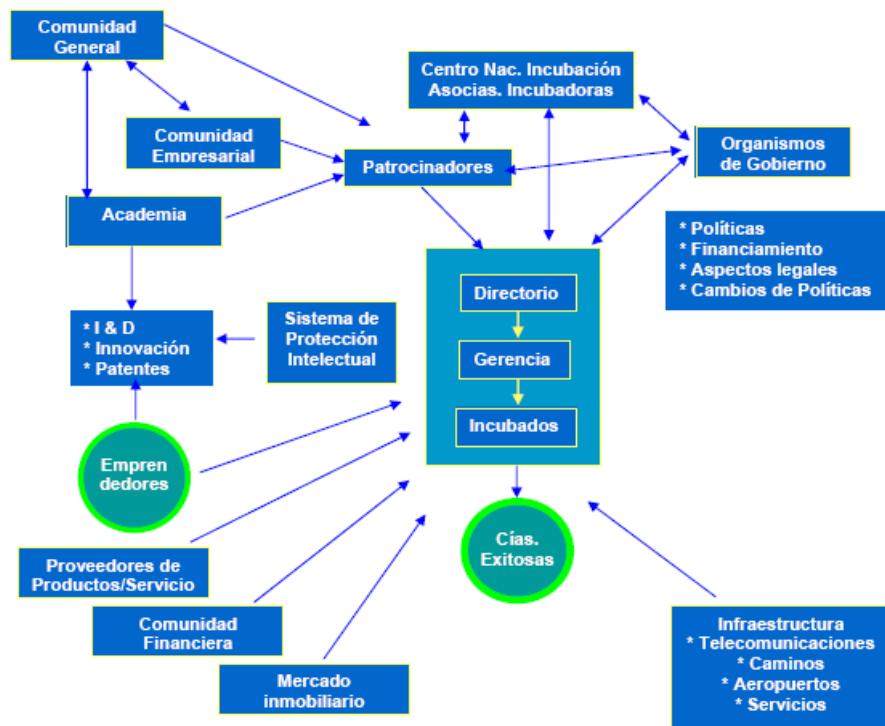 Comunidad
General
Centro Nac. Incubación
Asocias. Incubadoras
Comunidad
Empresarial
Patrocinadores
Organismos
de Gobierno
Academia
* Políticas
* Financiamiento
* Aspectos legales
* Cambios de Políticas
Directorio
Gerencia
Incubados
* I & D
* Innovación
* Patentes
Sistema de
Protección
Intelectual
Empren
dedores
Cías.
Exitosas
Proveedores de
Productos/Servicio
Comunidad
Financiera
Mercado
inmobiliario
Infraestructura
* Telecomunicaciones
* Caminos
* Aeropuertos
* Servicios